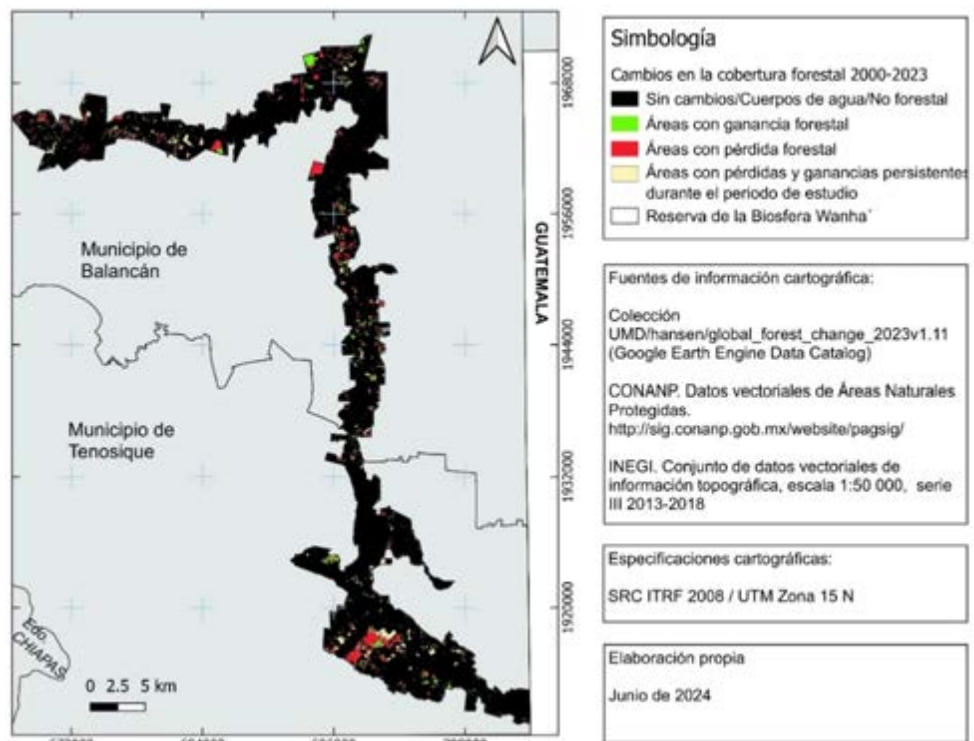 Municipio de
Balancán
Municipio de
Tenosique
Edo.
CHIAPAS
GUATEMALA
0 2.5 5 km
1968000
1956000
1944000
1932000
1920000
Simbología
Cambios en la cobertura forestal 2000-2023
Sin cambios/Cuerpos de agua/No forestal
Áreas con ganancia forestal
Áreas con pérdida forestal
Áreas con pérdidas y ganancias persistentes
durante el periodo de estudio
Reserva de la Biosfera Wanha´
Fuentes de información cartográfica:
Colección
UMD/hansen/global_forest_change_2023v1.11
(Google Earth Engine Data Catalog)
CONANP. Datos vectoriales de Áreas Naturales
Protegidas.
http://sig.conanp.gob.mx/website/pagsig/
INEGI. Conjunto de datos vectoriales de
información topográfica, escala 1:50 000, serie
III 2013-2018
Especificaciones cartográficas:
SRC ITRF 2008 / UTM Zona 15 N
Elaboración propia
Junio de 2024